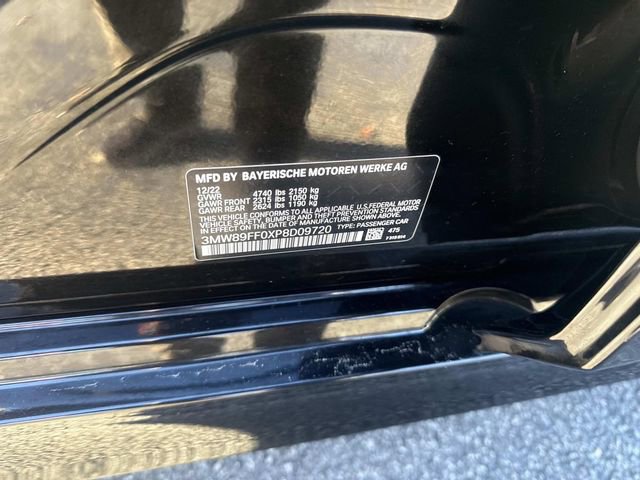 MFD BY BAYERISCHE MOTOREN WERKE AG
12/22
GVWR 4740 lbs 2150 kg
GAWR FRONT 2315 lbs 1050 kg
GAWR REAR 2624 lbs 1190 kg
THIS VEHICLE CONFORMS TO ALL APPLICABLE U.S.FEDERAL MOTOR
VEHICLE SAFETY, BUMPER AND THEFT PREVENTION STANDARDS
IN EFFECT ON THE DATE OF MANUFACTURE SHOWN ABOVE.
3MW89FF0XP8D09720 TYPE: PASSENGER CAR
475